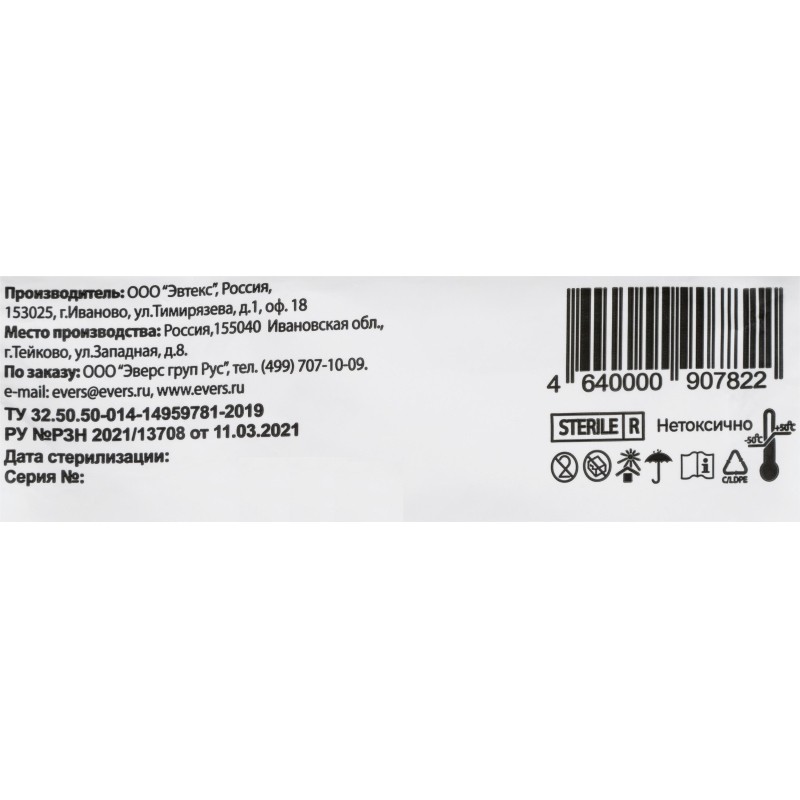 Производитель: ООО "Эвтекс", Россия,
153025, г.Иваново, ул.Тимирязева, д.1, оф. 18
Место производства: Россия,155040 Ивановская обл.,
г.Тейково, ул.Западная, д.8.
По заказу: ООО "Эверс груп Рус", тел. (499) 707-10-09.
e-mail: evers@evers.ru, www.evers.ru
ТУ 32.50.50-014-14959781-2019
РУ №РЗН 2021/13708 от 11.03.2021
Дата стерилизации:
Серия №:
4 640000 907822
STERILE R Нетоксично -50°C +50°C
2 i C/LDPE